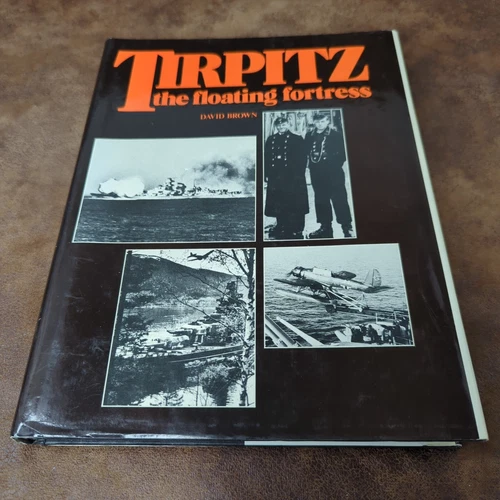 TIRPITZ
the floating fortress
DAVID BROWN